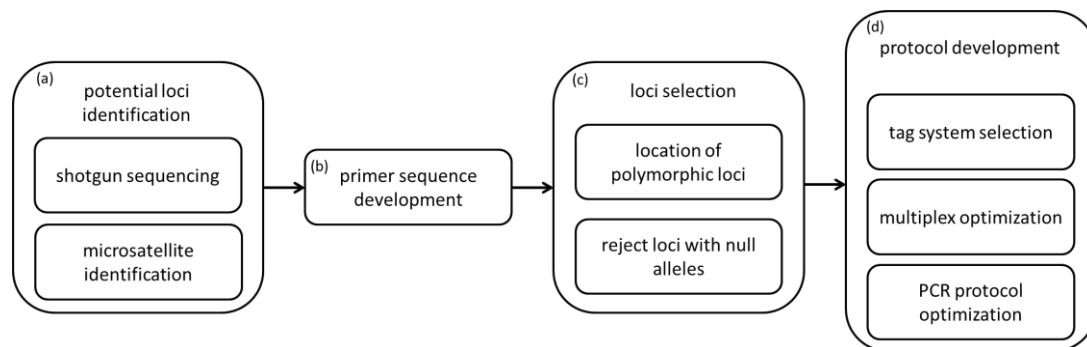 (a)
potential loci
identification
shotgun sequencing
microsatellite
identification
(b)
primer sequence
development
(c)
loci selection
location of
polymorphic loci
reject loci with null
alleles
(d)
protocol development
tag system selection
multiplex optimization
PCR protocol
optimization